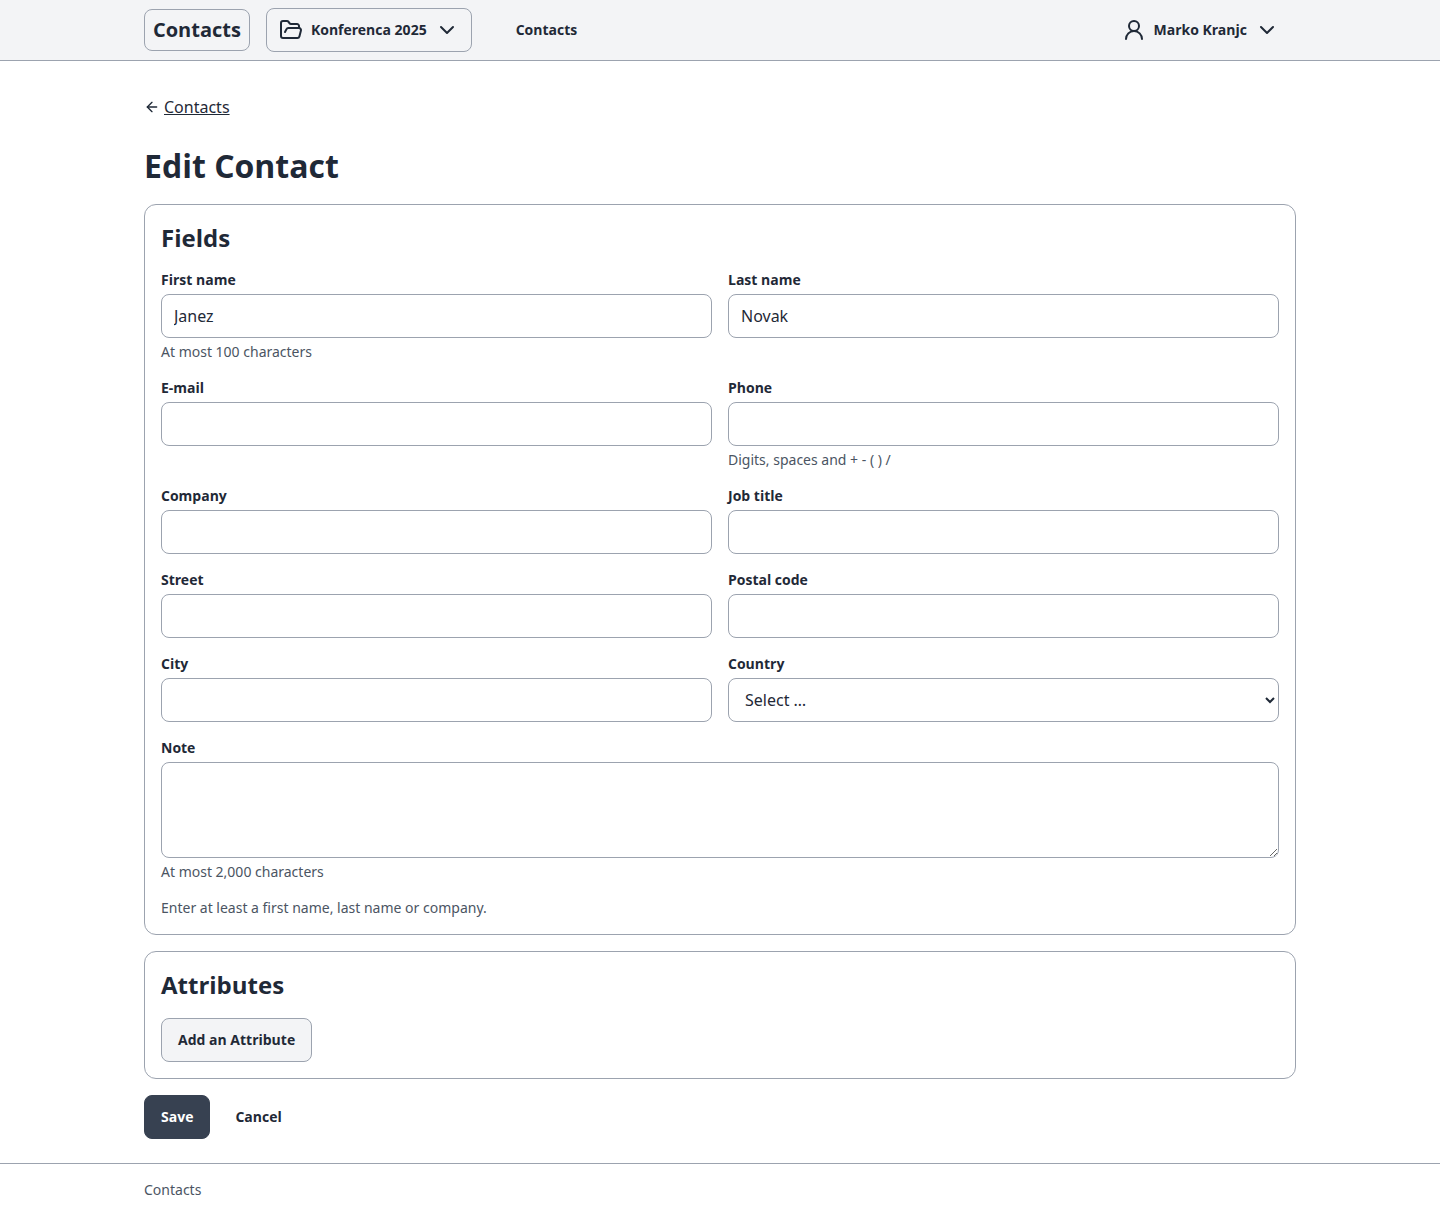 Contacts Konferenca 2025 Contacts Marko Kranjc
← Contacts
Edit Contact
Fields
First name Last name
Janez Novak
At most 100 characters
E-mail Phone
Digits, spaces and + - ( ) /
Company Job title
Street Postal code
City Country
Select ...
Note
At most 2,000 characters
Enter at least a first name, last name or company.
Attributes
Add an Attribute
Save Cancel
Contacts